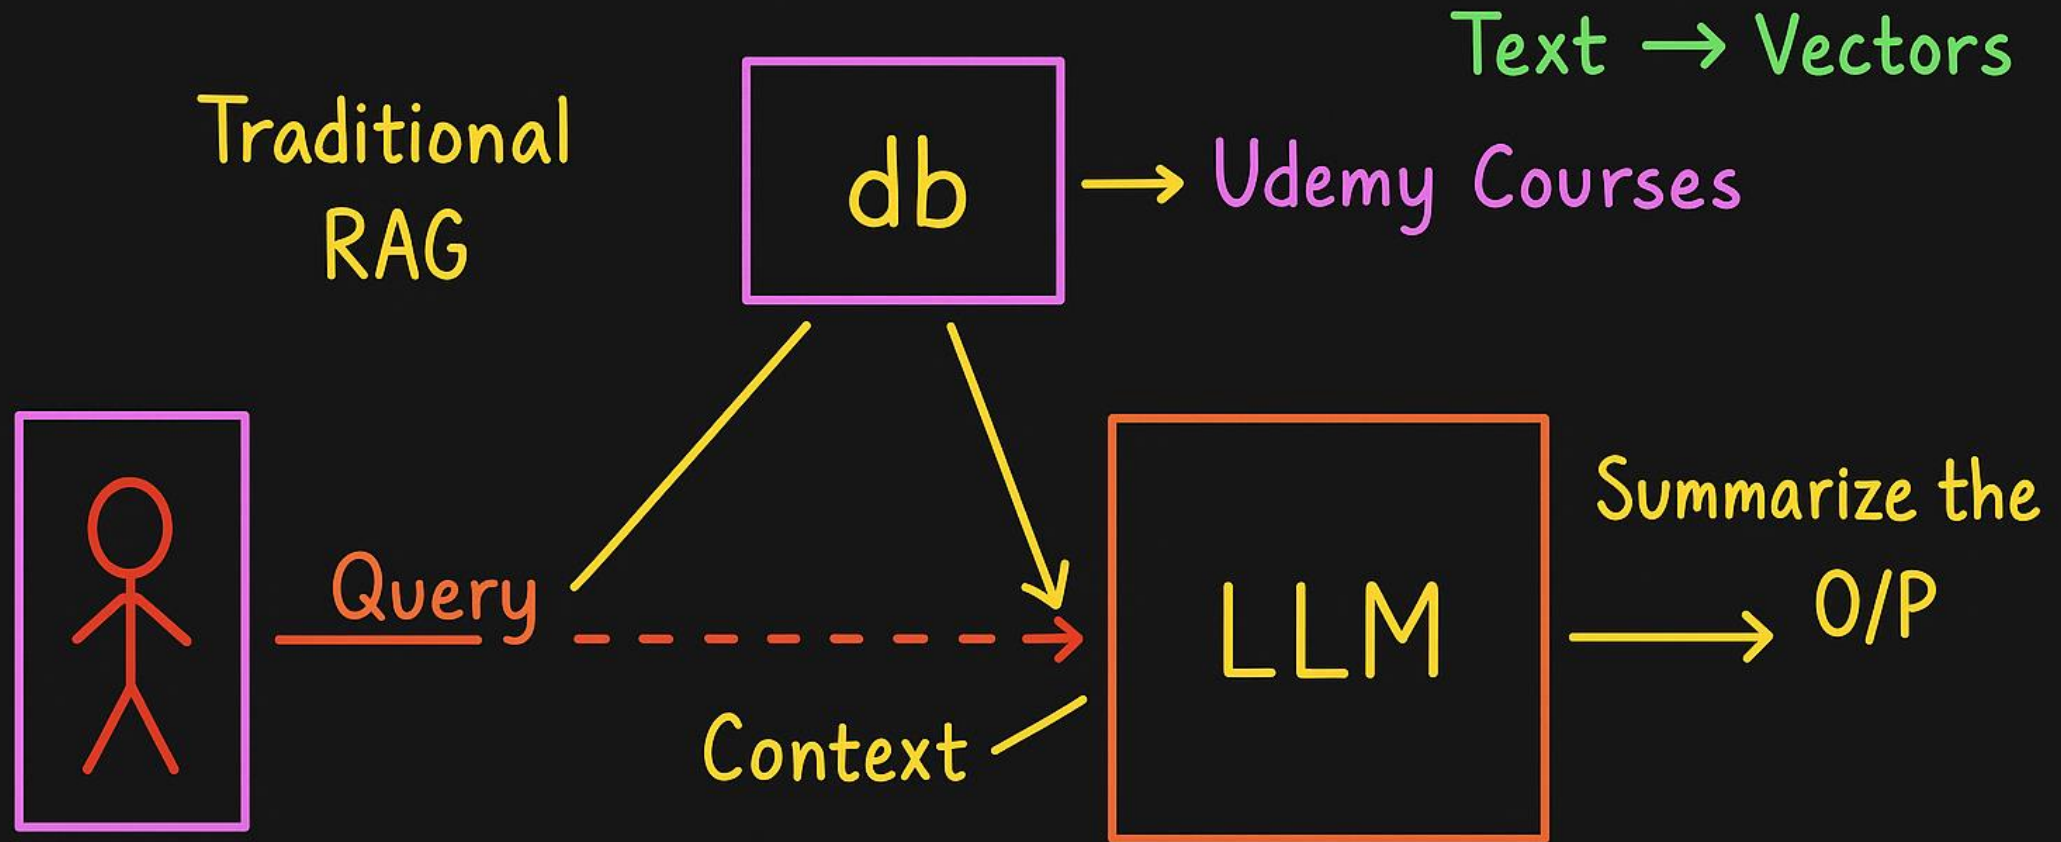 Text → Vectors
Traditional
RAG
db → Udemy Courses
Query
Context
LLM
Summarize the
O/P